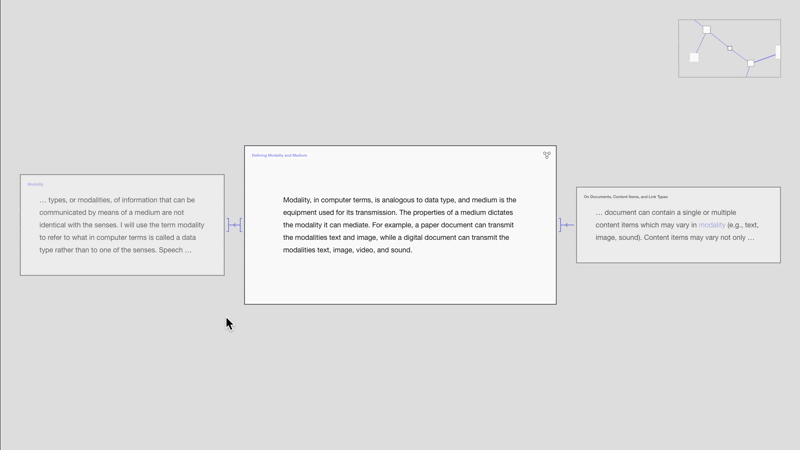 Modality
… types, or modalities, of information that can be
communicated by means of a medium are not
identical with the senses. I will use the term modality
to refer to what in computer terms is called a data
type rather than to one of the senses. Speech …
Defining Modality and Medium
Modality, in computer terms, is analogous to data type, and medium is the
equipment used for its transmission. The properties of a medium dictates
the modality it can mediate. For example, a paper document can transmit
the modalities text and image, while a digital document can transmit the
modalities text, image, video, and sound.
On Documents, Content Items, and Link Types
… document can contain a single or multiple
content items which may vary in modality (e.g., text,
image, sound). Content items may vary not only …